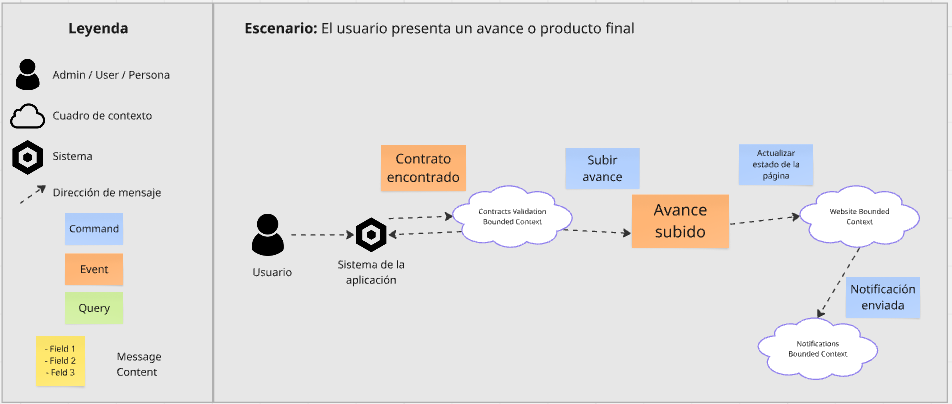 Leyenda
Admin / User / Persona
Cuadro de contexto
Sistema
Dirección de mensaje
Command
Event
Query
- Field 1
- Field 2
- Feld 3
Message
Content
Escenario: El usuario presenta un avance o producto final
Usuario
Sistema de la
aplicación
Contrato
encontrado
Contracts Validation
Bounded Context
Subir
avance
Avance
subido
Actualizar
estado de la
página
Website Bounded
Context
Notificación
enviada
Notifications
Bounded Context